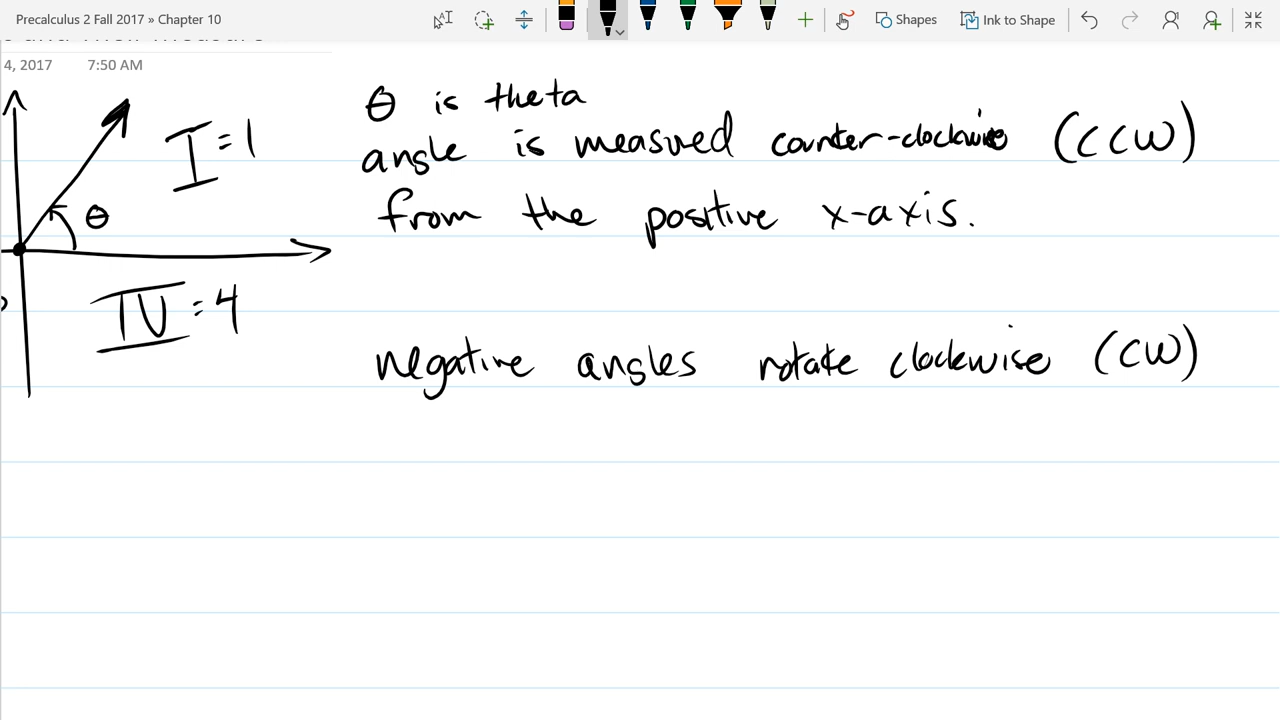 Precalculus 2 Fall 2017 » Chapter 10
Shapes
Ink to Shape
4, 2017 7:50 AM
θ is theta
I = 1
angle is measured counter-clockwise (CCW)
θ
from the positive x-axis.
IV = 4
negative angles rotate clockwise (CW)